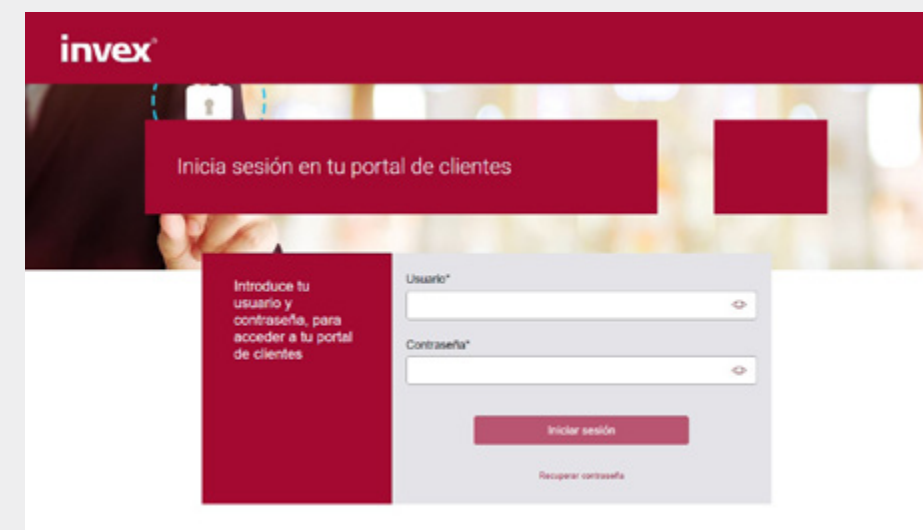 invex
Inicia sesión en tu portal de clientes
Introduce tu
usuario y
contraseña, para
acceder a tu portal
de clientes
Usuario*
Contraseña*
Iniciar sesión
Recuperar contraseña